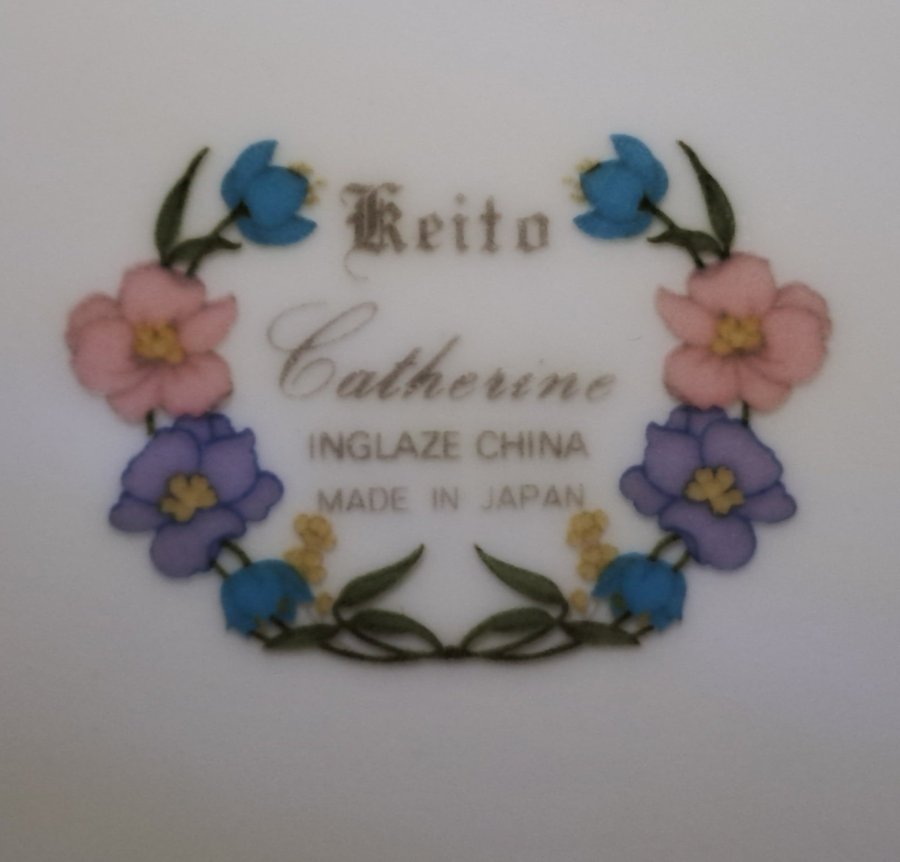 Keito
Catherine
INGLAZE CHINA
MADE IN JAPAN